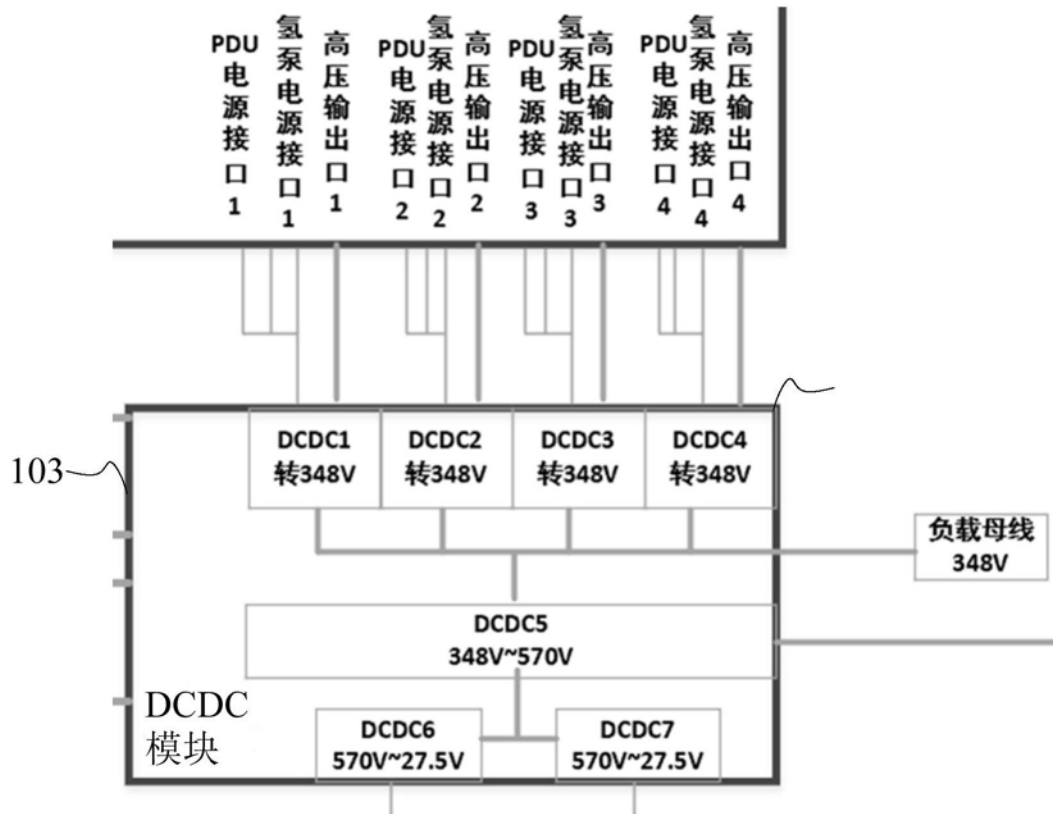 PDU电源接口1
氢泵电源接口1
高压输出口1
PDU电源接口2
氢泵电源接口2
高压输出口2
PDU电源接口3
氢泵电源接口3
高压输出口3
PDU电源接口4
氢泵电源接口4
高压输出口4
103
DCDC1
转348V
DCDC2
转348V
DCDC3
转348V
DCDC4
转348V
负载母线
348V
DCDC5
348V~570V
DCDC
模块
DCDC6
570V~27.5V
DCDC7
570V~27.5V